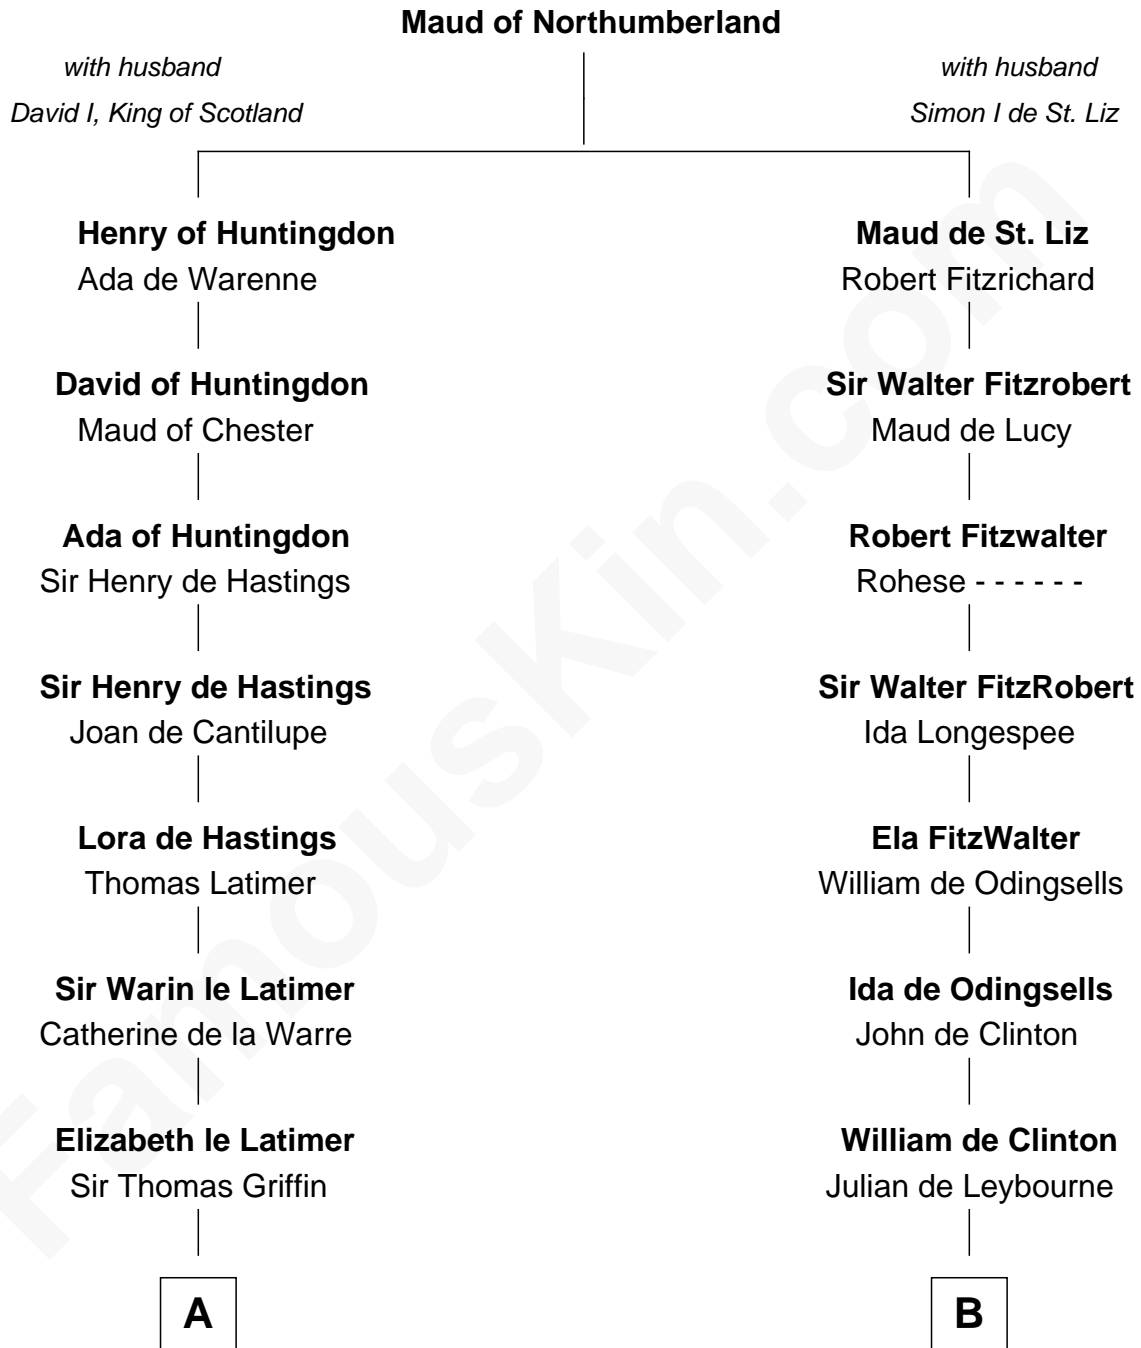 Maud of Northumberland
with husband
David I, King of Scotland
with husband
Simon I de St. Liz
Henry of Huntingdon
Ada de Warenne
Maud de St. Liz
Robert Fitzrichard
David of Huntingdon
Maud of Chester
Sir Walter Fitzrobert
Maud de Lucy
Ada of Huntingdon
Sir Henry de Hastings
Robert Fitzwalter
Rohese - - - - - -
Sir Henry de Hastings
Joan de Cantilupe
Sir Walter FitzRobert
Ida Longespee
Lora de Hastings
Thomas Latimer
Ela FitzWalter
William de Odingsells
Sir Warin le Latimer
Catherine de la Warre
Ida de Odingsells
John de Clinton
Elizabeth le Latimer
Sir Thomas Griffin
William de Clinton
Julian de Leybourne
A
B
FamousKin.com